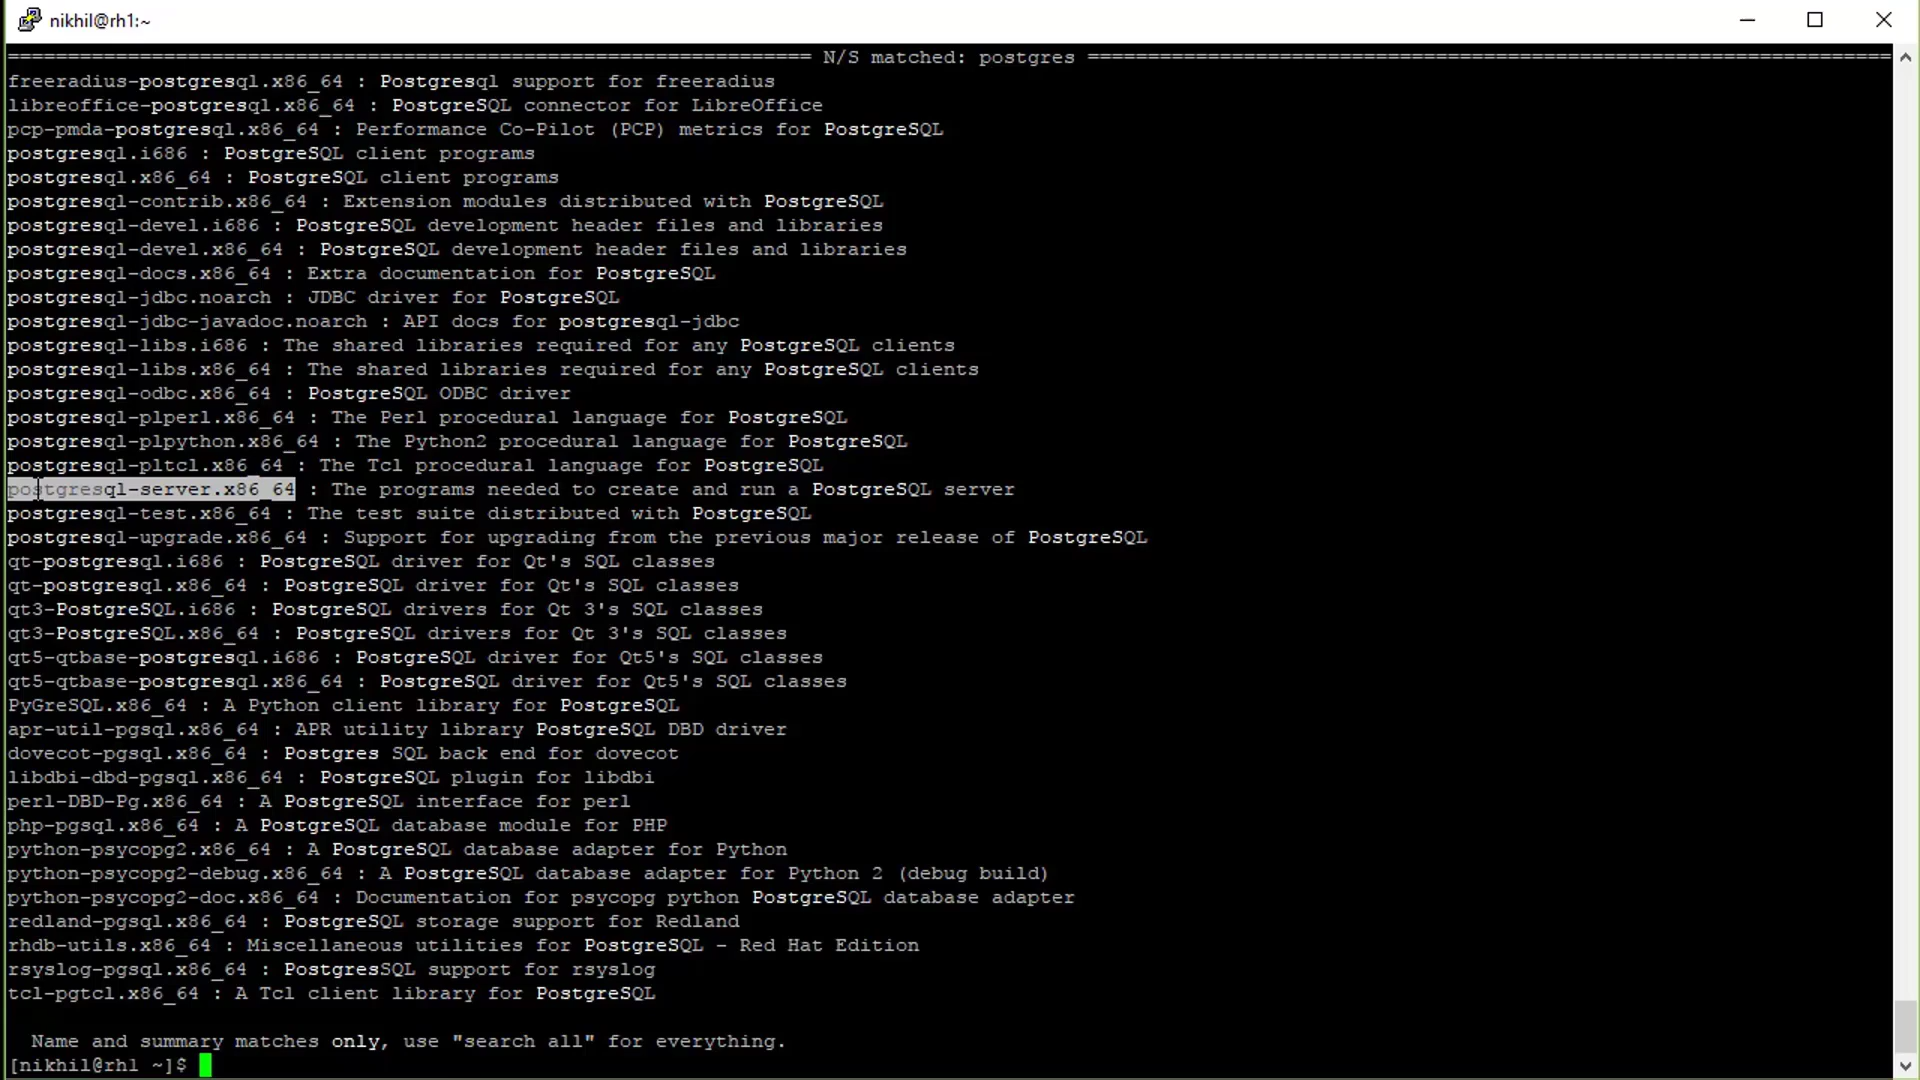 nikhil@rh1:~
=================================================================== N/S matched: postgres ===================================================================
freeradius-postgresql.x86_64 : Postgresql support for freeradius
libreoffice-postgresql.x86_64 : PostgreSQL connector for LibreOffice
pcp-pmda-postgresql.x86_64 : Performance Co-Pilot (PCP) metrics for PostgreSQL
postgresql.i686 : PostgreSQL client programs
postgresql.x86_64 : PostgreSQL client programs
postgresql-contrib.x86_64 : Extension modules distributed with PostgreSQL
postgresql-devel.i686 : PostgreSQL development header files and libraries
postgresql-devel.x86_64 : PostgreSQL development header files and libraries
postgresql-docs.x86_64 : Extra documentation for PostgreSQL
postgresql-jdbc.noarch : JDBC driver for PostgreSQL
postgresql-jdbc-javadoc.noarch : API docs for postgresql-jdbc
postgresql-libs.i686 : The shared libraries required for any PostgreSQL clients
postgresql-libs.x86_64 : The shared libraries required for any PostgreSQL clients
postgresql-odbc.x86_64 : PostgreSQL ODBC driver
postgresql-plperl.x86_64 : The Perl procedural language for PostgreSQL
postgresql-plpython.x86_64 : The Python2 procedural language for PostgreSQL
postgresql-pltcl.x86_64 : The Tcl procedural language for PostgreSQL
postgresql-server.x86_64 : The programs needed to create and run a PostgreSQL server
postgresql-test.x86_64 : The test suite distributed with PostgreSQL
postgresql-upgrade.x86_64 : Support for upgrading from the previous major release of PostgreSQL
qt-postgresql.i686 : PostgreSQL driver for Qt's SQL classes
qt-postgresql.x86_64 : PostgreSQL driver for Qt's SQL classes
qt3-PostgreSQL.i686 : PostgreSQL drivers for Qt 3's SQL classes
qt3-PostgreSQL.x86_64 : PostgreSQL drivers for Qt 3's SQL classes
qt5-qtbase-postgresql.i686 : PostgreSQL driver for Qt5's SQL classes
qt5-qtbase-postgresql.x86_64 : PostgreSQL driver for Qt5's SQL classes
PyGreSQL.x86_64 : A Python client library for PostgreSQL
apr-util-pgsql.x86_64 : APR utility library PostgreSQL DBD driver
dovecot-pgsql.x86_64 : Postgres SQL back end for dovecot
libdbi-dbd-pgsql.x86_64 : PostgreSQL plugin for libdbi
perl-DBD-Pg.x86_64 : A PostgreSQL interface for perl
php-pgsql.x86_64 : A PostgreSQL database module for PHP
python-psycopg2.x86_64 : A PostgreSQL database adapter for Python
python-psycopg2-debug.x86_64 : A PostgreSQL database adapter for Python 2 (debug build)
python-psycopg2-doc.x86_64 : Documentation for psycopg python PostgreSQL database adapter
redland-pgsql.x86_64 : PostgreSQL storage support for Redland
rhdb-utils.x86_64 : Miscellaneous utilities for PostgreSQL - Red Hat Edition
rsyslog-pgsql.x86_64 : PostgresSQL support for rsyslog
tcl-pgtcl.x86_64 : A Tcl client library for PostgreSQL
Name and summary matches only, use "search all" for everything.
[nikhil@rh1 ~]$